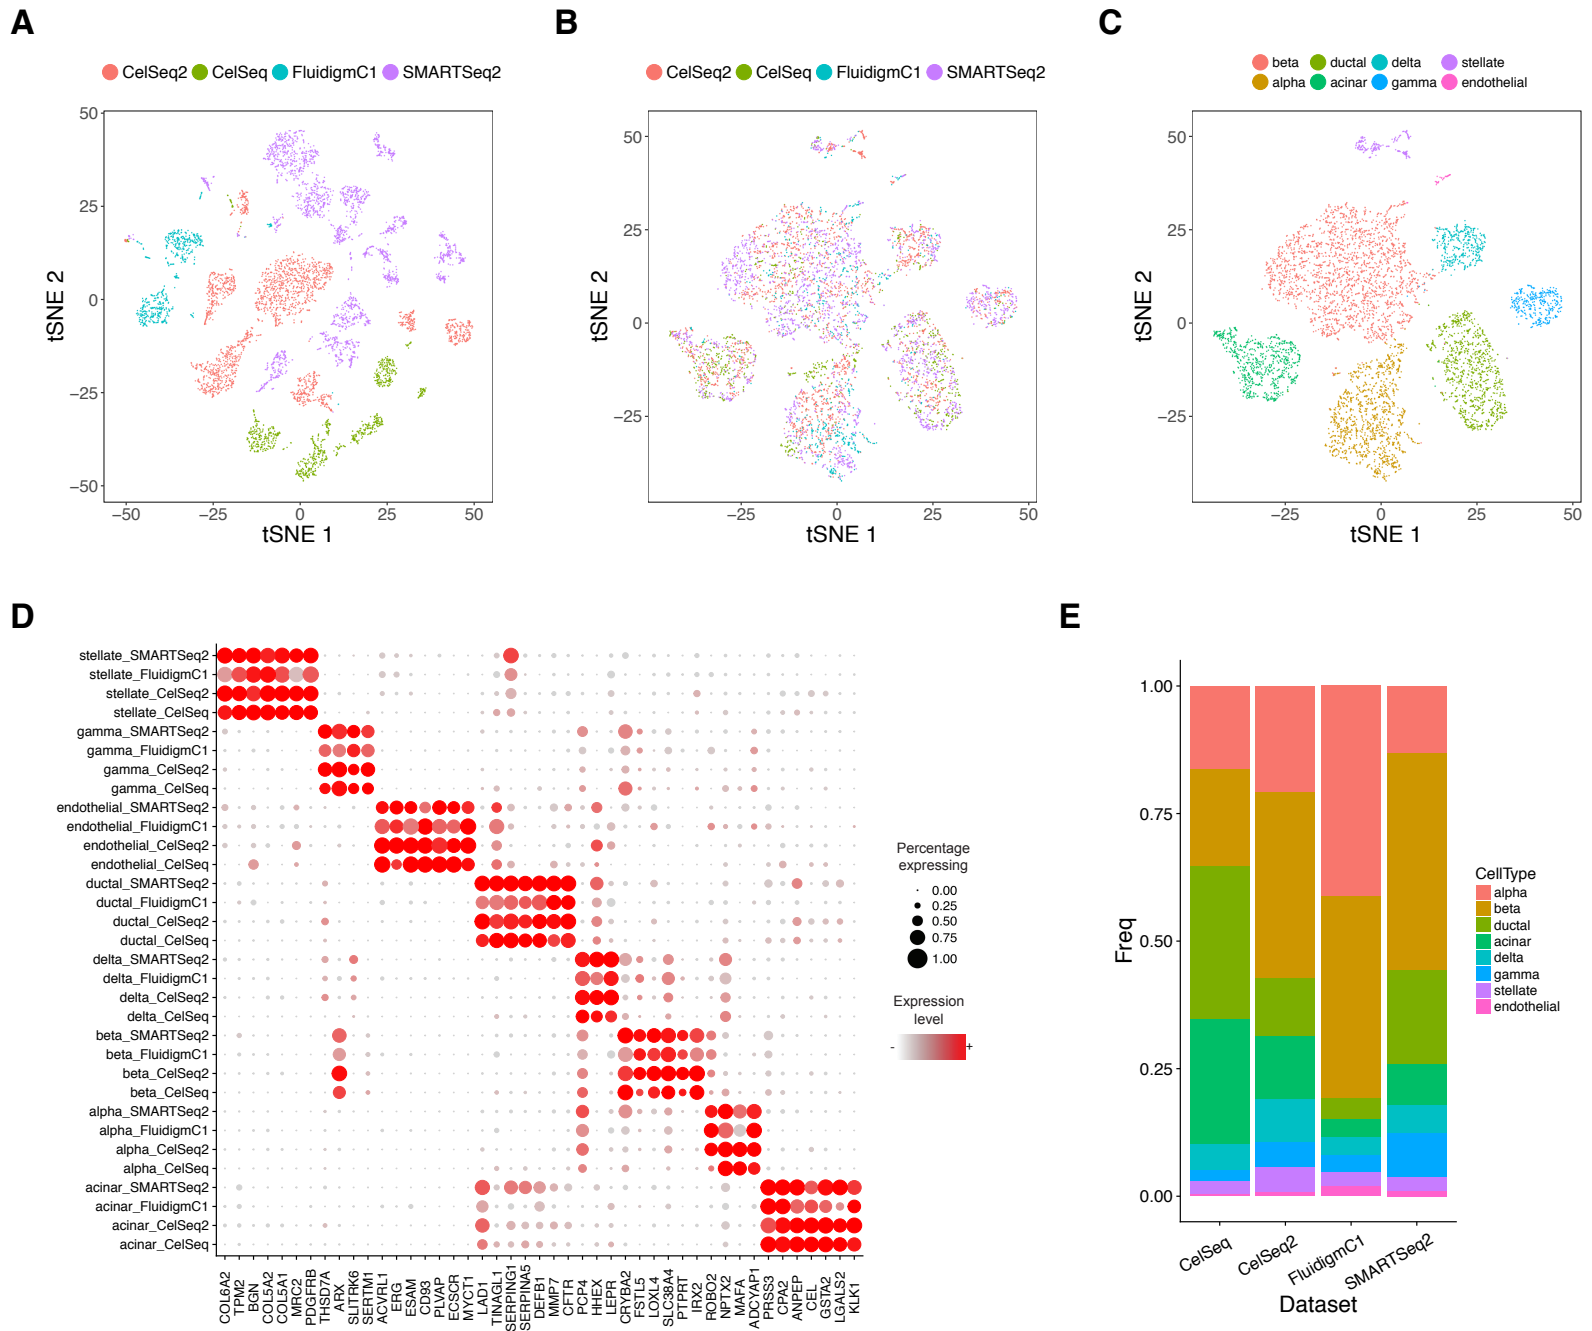 A
B
C
CelSeq2 CelSeq FluidigmC1 SMARTSeq2
CelSeq2 CelSeq FluidigmC1 SMARTSeq2
beta ductal delta stellate
alpha acinar gamma endothelial
50
25
0
−25
−50
tSNE 2
−50 −25 0 25 50
tSNE 1
50
25
0
−25
tSNE 2
−25 0 25 50
tSNE 1
50
25
0
−25
tSNE 2
−25 0 25 50
tSNE 1
D
stellate_SMARTSeq2
stellate_FluidigmC1
stellate_CelSeq2
stellate_CelSeq
gamma_SMARTSeq2
gamma_FluidigmC1
gamma_CelSeq2
gamma_CelSeq
endothelial_SMARTSeq2
endothelial_FluidigmC1
endothelial_CelSeq2
endothelial_CelSeq
ductal_SMARTSeq2
ductal_FluidigmC1
ductal_CelSeq2
ductal_CelSeq
delta_SMARTSeq2
delta_FluidigmC1
delta_CelSeq2
delta_CelSeq
beta_SMARTSeq2
beta_FluidigmC1
beta_CelSeq2
beta_CelSeq
alpha_SMARTSeq2
alpha_FluidigmC1
alpha_CelSeq2
alpha_CelSeq
acinar_SMARTSeq2
acinar_FluidigmC1
acinar_CelSeq2
acinar_CelSeq
COL6A2
TPM2
BGN
COL5A2
COL5A1
MRC2
PDGFRB
THSD7A
ARX
SLITRK6
SERTM1
ACVRL1
ERG
ESAM
CD93
PLVAP
ECSCR
MYCT1
LAD1
TINAGL1
SERPING1
SERPINA5
DEFB1
MMP7
CFTR
PCP4
HHEX
LEPR
CRYBA2
FSTL5
LOXL4
SLC38A4
PTPRT
IRX2
ROBO2
NPTX2
MAFA
ADCYAP1
PRSS3
CPA2
ANPEP
CEL
GSTA2
LGALS2
KLK1
Percentage
expressing
0.00
0.25
0.50
0.75
1.00
Expression
level
- +
E
1.00
0.75
0.50
0.25
0.00
Freq
CelSeq
CelSeq2
FluidigmC1
SMARTSeq2
Dataset
CellType
alpha
beta
ductal
acinar
delta
gamma
stellate
endothelial